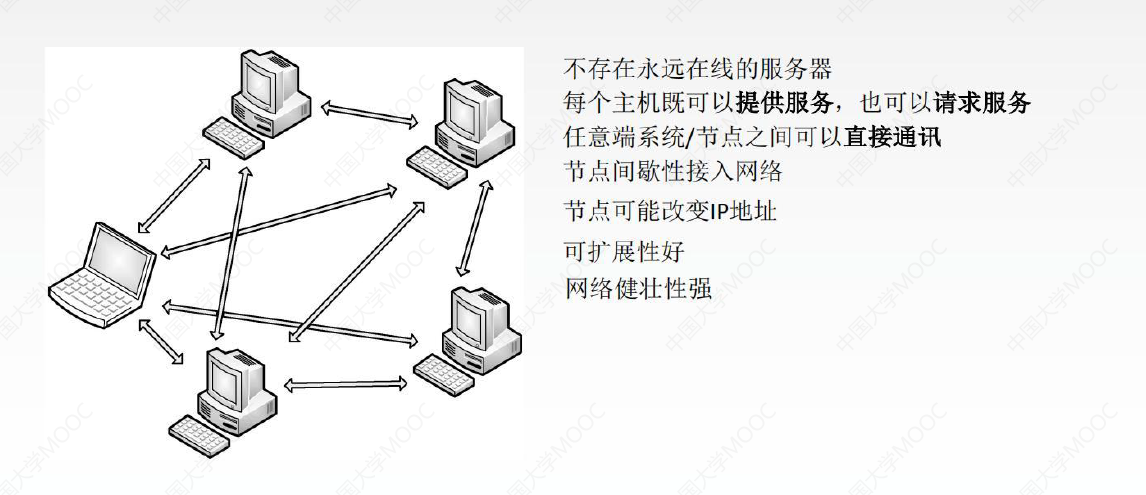 不存在永远在线的服务器
每个主机既可以提供服务，也可以请求服务
任意端系统/节点之间可以直接通讯
节点间歇性接入网络
节点可能改变IP地址
可扩展性好
网络健壮性强
中国大学MOOC